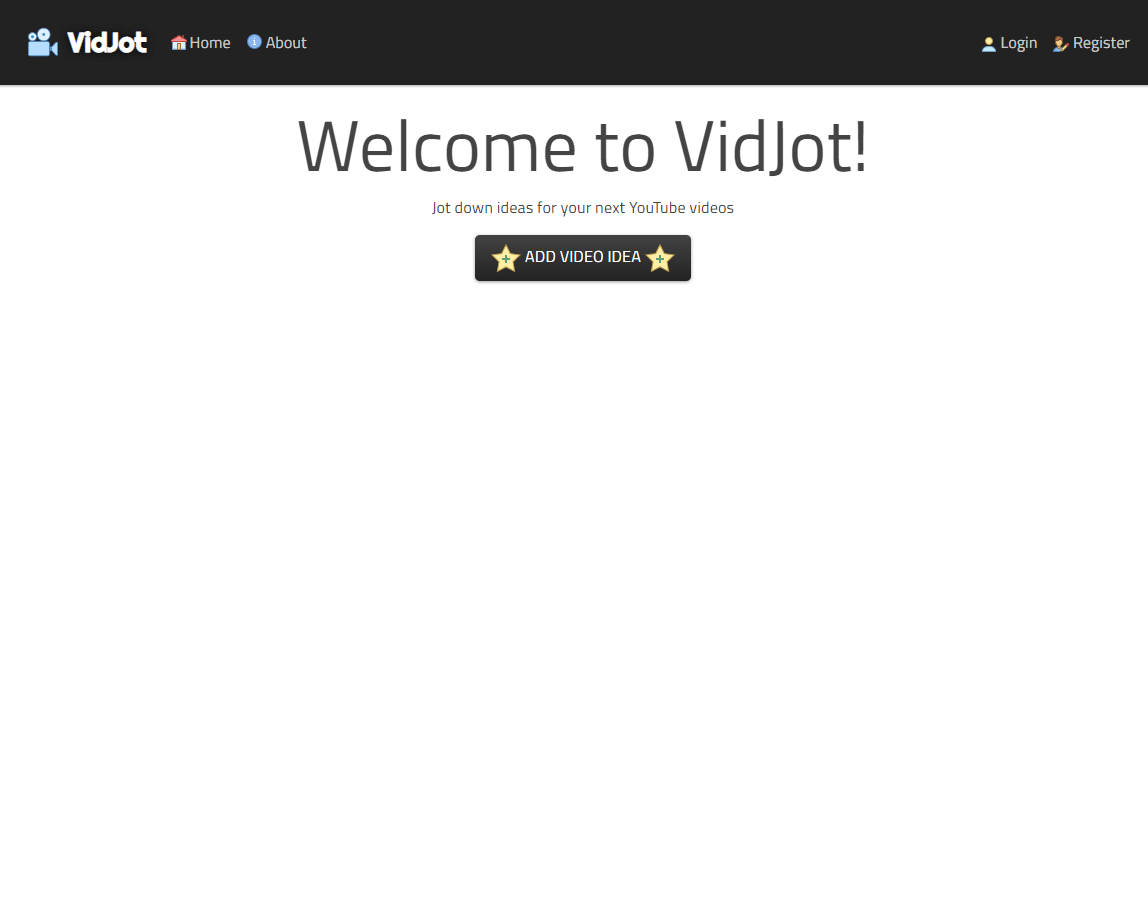 VidJot Home About Login Register
Welcome to VidJot!
Jot down ideas for your next YouTube videos
ADD VIDEO IDEA